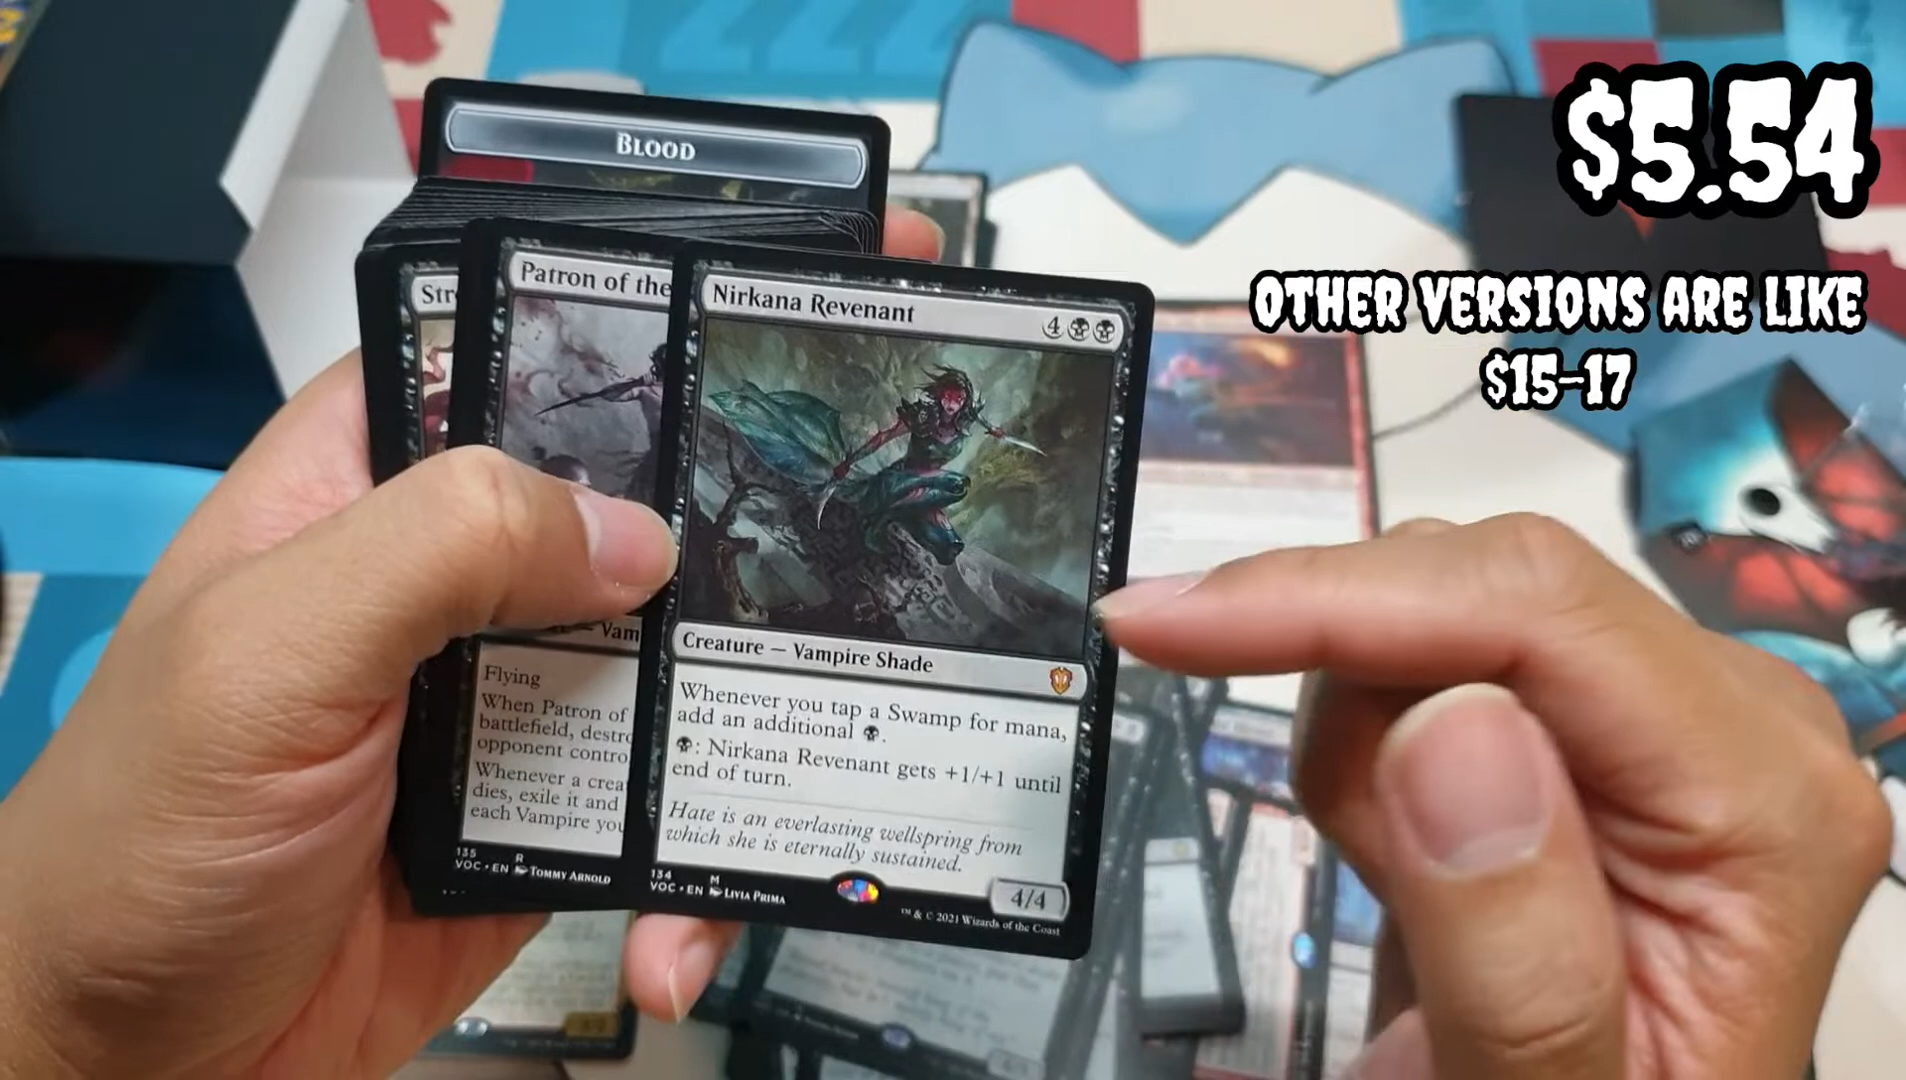 $5.54
OTHER VERSIONS ARE LIKE
$15-17
BLOOD
Str
Patron of the
Vam
Flying
When Patron of
battlefield, destro
opponent contro
Whenever a crea
dies, exile it and
each Vampire you
135 R
VOC • EN TOMMY ARNOLD
Nirkana Revenant 4
Creature — Vampire Shade
Whenever you tap a Swamp for mana,
add an additional .
: Nirkana Revenant gets +1/+1 until
end of turn.
Hate is an everlasting wellspring from
which she is eternally sustained.
4/4
134 M
VOC • EN LIVIA PRIMA
™ & © 2021 Wizards of the Coast